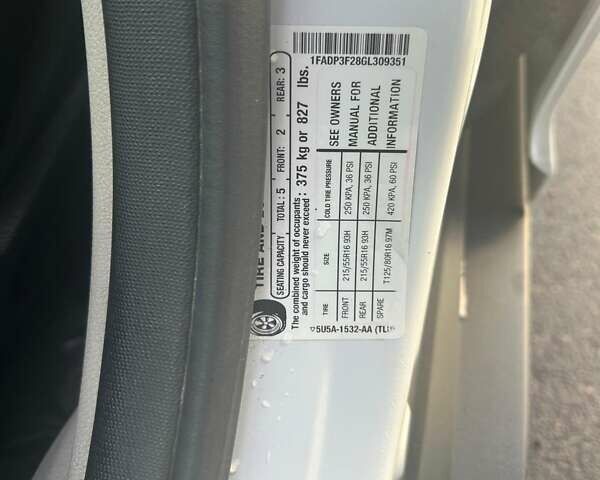 1FADP3F28GL309351
TIRE AND
SEATING CAPACITY TOTAL: 5 FRONT: 2 REAR: 3
The combined weight of occupants and cargo should never exceed: 375 kg or 827 lbs.
TIRE SIZE COLD TIRE PRESSURE
FRONT 215/55R16 93H 250 KPA, 36 PSI
REAR 215/55R16 93H 250 KPA, 36 PSI
SPARE T125/80R16 97M 420 KPA, 60 PSI
SEE OWNERS
MANUAL FOR
ADDITIONAL
INFORMATION
5U5A-1532-AA